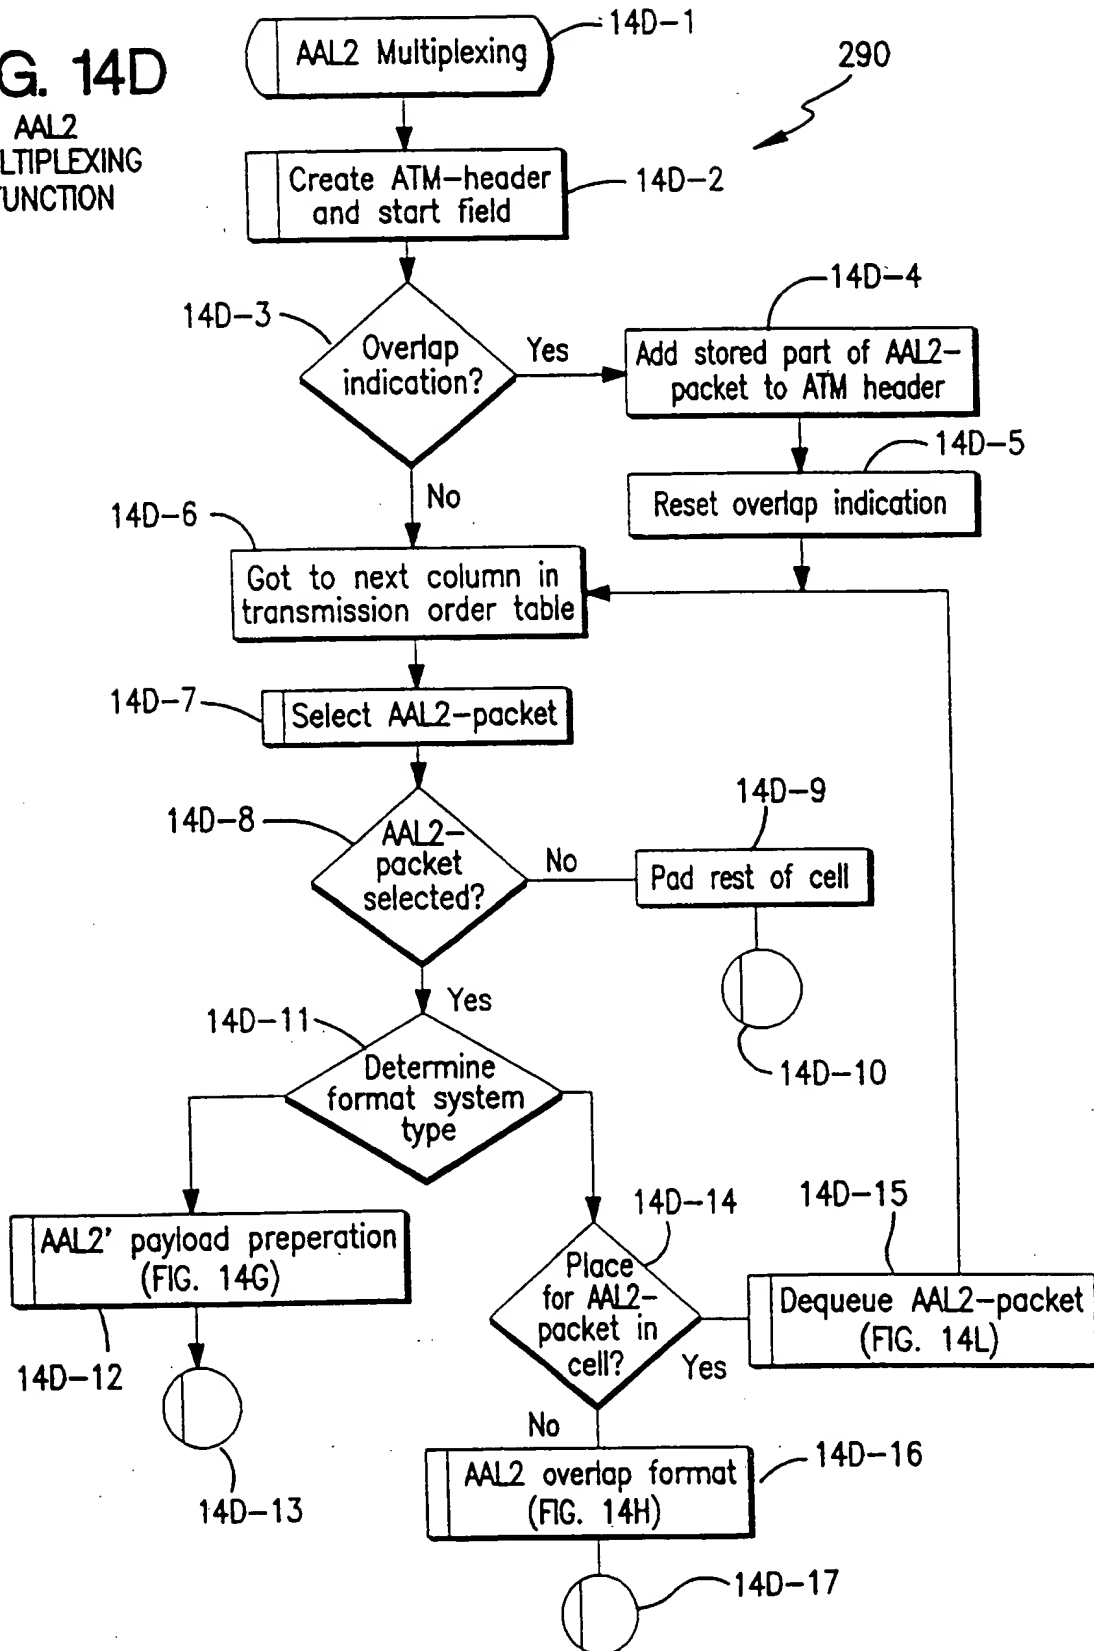 G. 14D
AAL2
LTIPLEXING
UNCTION
AAL2 Multiplexing
14D-1
290
Create ATM-header
and start field
14D-2
14D-3
Overlap
indication?
Yes
No
14D-4
Add stored part of AAL2-
packet to ATM header
14D-5
Reset overlap indication
14D-6
Got to next column in
transmission order table
14D-7
Select AAL2-packet
14D-8
AAL2-
packet
selected?
No
Yes
14D-9
Pad rest of cell
14D-10
14D-11
Determine
format system
type
AAL2' payload preperation
(FIG. 14G)
14D-12
14D-13
14D-14
Place
for AAL2-
packet in
cell?
Yes
No
14D-15
Dequeue AAL2-packet
(FIG. 14L)
AAL2 overlap format
(FIG. 14H)
14D-16
14D-17